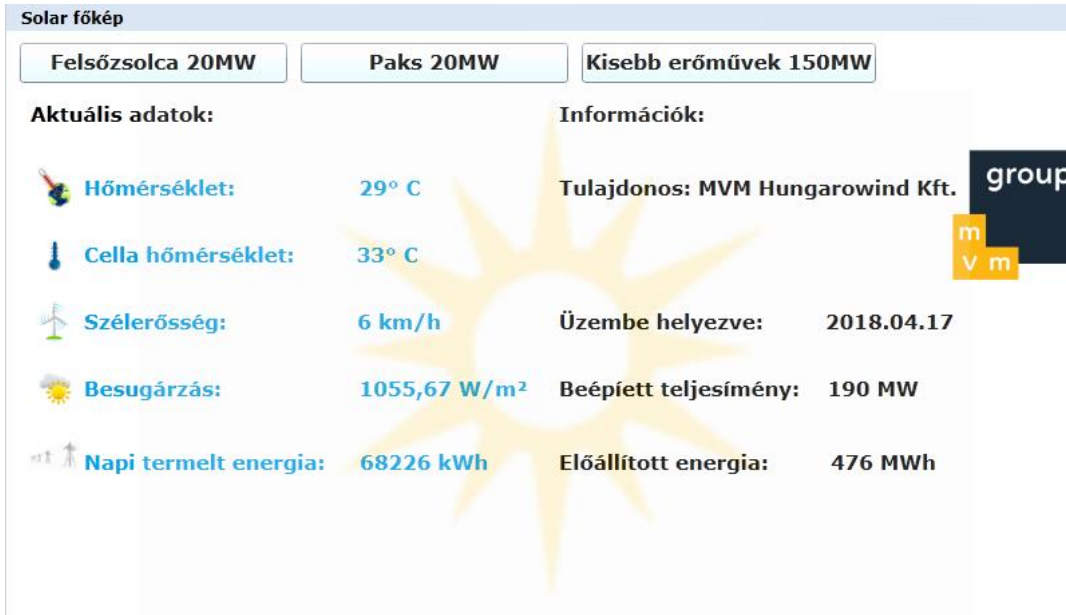 Solar főkép
Felsőzsolca 20MW Paks 20MW Kisebb erőművek 150MW
Aktuális adatok: Információk:
Hőmérséklet: 29° C Tulajdonos: MVM Hungarowind Kft.
group
m
v m
Cella hőmérséklet: 33° C
Szélerősség: 6 km/h Üzembe helyezve: 2018.04.17
Besugárzás: 1055,67 W/m² Beépíett teljesímény: 190 MW
Napi termelt energia: 68226 kWh Előállított energia: 476 MWh